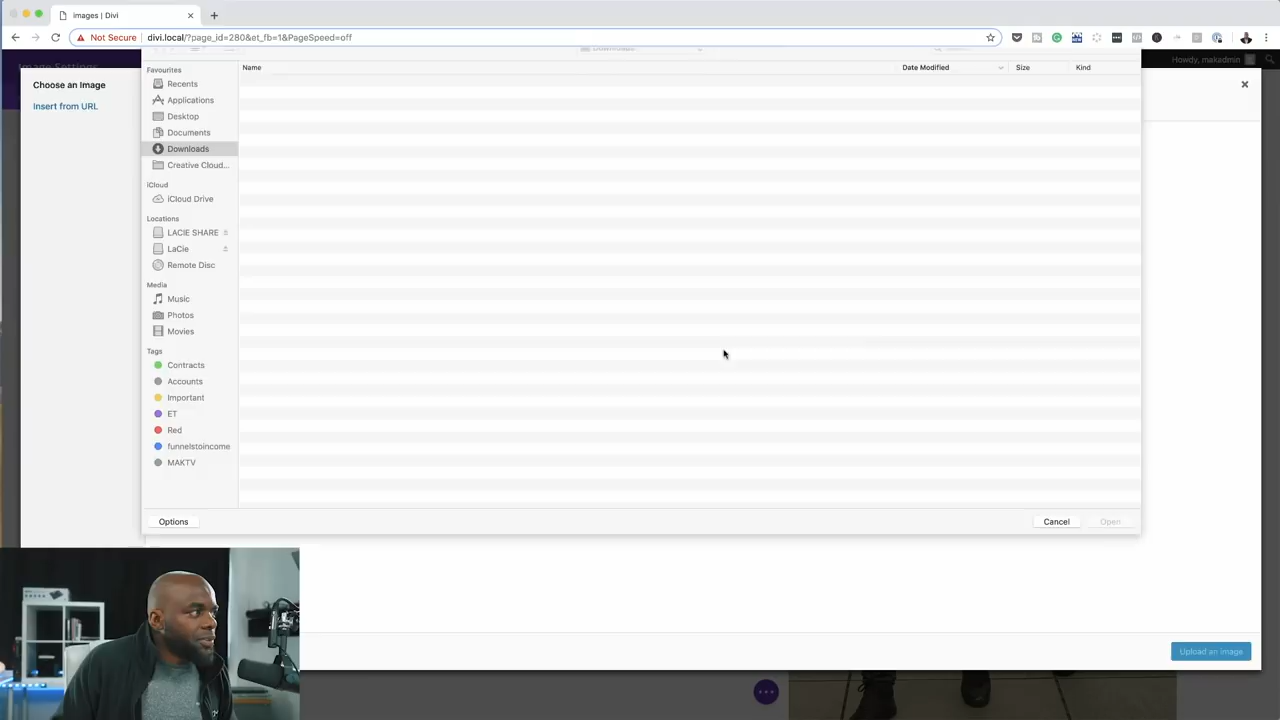 Images | Divi
Not Secure
divi.local/?page_id=280&et_fb=1&PageSpeed=off
Image Settings
Howdy, makadmin
Choose an Image
Insert from URL
Favourites
Recents
Applications
Desktop
Documents
Downloads
Creative Cloud...
iCloud
iCloud Drive
Locations
LACIE SHARE
LaCie
Remote Disc
Media
Music
Photos
Movies
Tags
Contracts
Accounts
Important
ET
Red
funnelstoincome
MAKTV
Downloads
Name
Date Modified
Size
Kind
Options
Cancel
Open
Upload an image